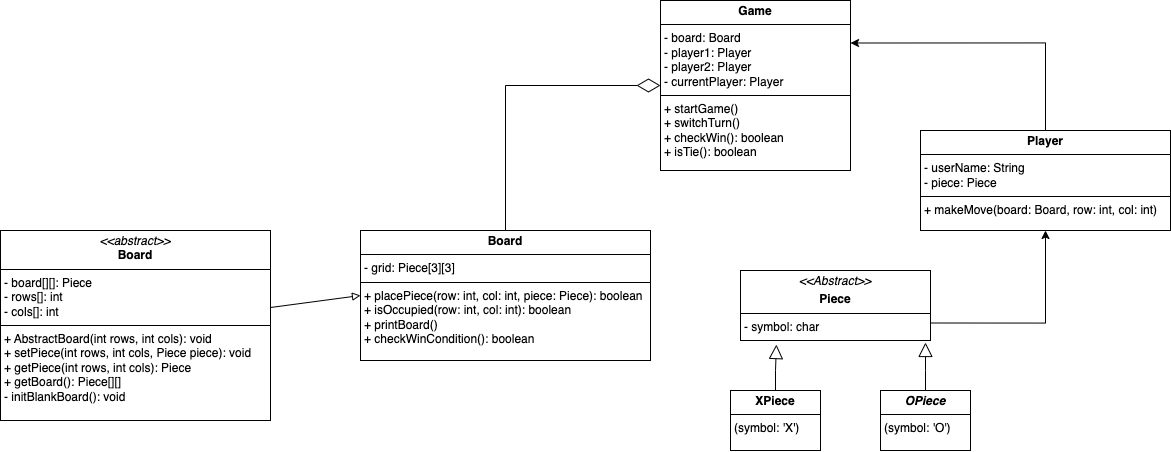 Game
- board: Board
- player1: Player
- player2: Player
- currentPlayer: Player
+ startGame()
+ switchTurn()
+ checkWin(): boolean
+ isTie(): boolean
Player
- userName: String
- piece: Piece
+ makeMove(board: Board, row: int, col: int)
<<abstract>>
Board
- board[][]: Piece
- rows[]: int
- cols[]: int
+ AbstractBoard(int rows, int cols): void
+ setPiece(int rows, int cols, Piece piece): void
+ getPiece(int rows, int cols): Piece
+ getBoard(): Piece[][]
- initBlankBoard(): void
Board
- grid: Piece[3][3]
+ placePiece(row: int, col: int, piece: Piece): boolean
+ isOccupied(row: int, col: int): boolean
+ printBoard()
+ checkWinCondition(): boolean
<<Abstract>>
Piece
- symbol: char
XPiece
(symbol: 'X')
OPiece
(symbol: 'O')